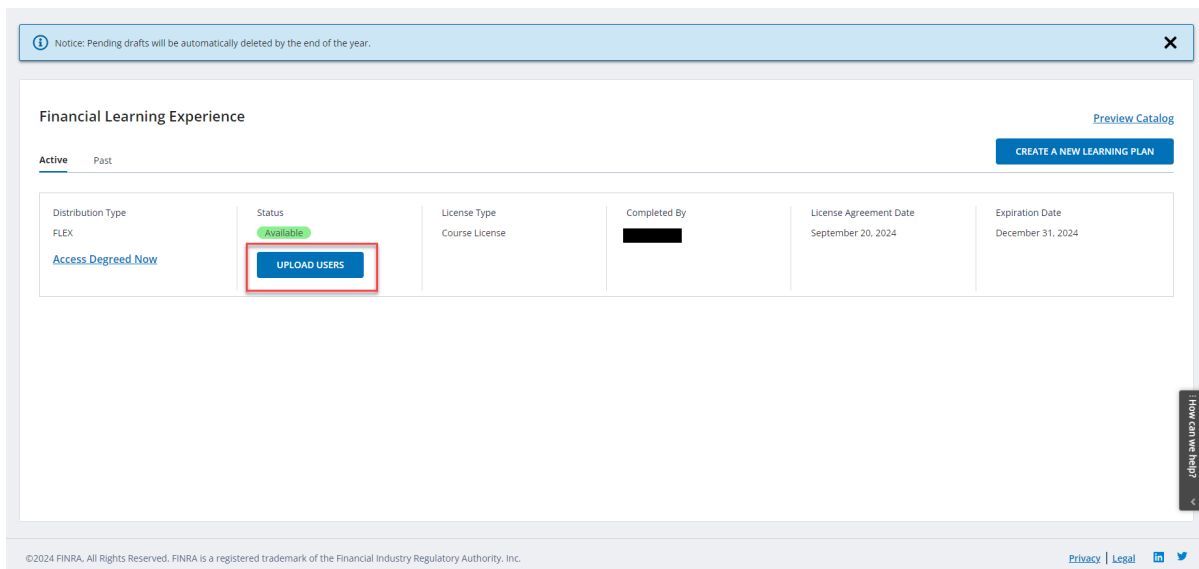 Notice: Pending drafts will be automatically deleted by the end of the year.
Financial Learning Experience
Preview Catalog
CREATE A NEW LEARNING PLAN
Active Past
Distribution Type Status License Type Completed By License Agreement Date Expiration Date
FLEX Available Course License September 20, 2024 December 31, 2024
Access Degreed Now UPLOAD USERS
How can we help?
©2024 FINRA, All Rights Reserved. FINRA is a registered trademark of the Financial Industry Regulatory Authority. Inc.
Privacy | Legal